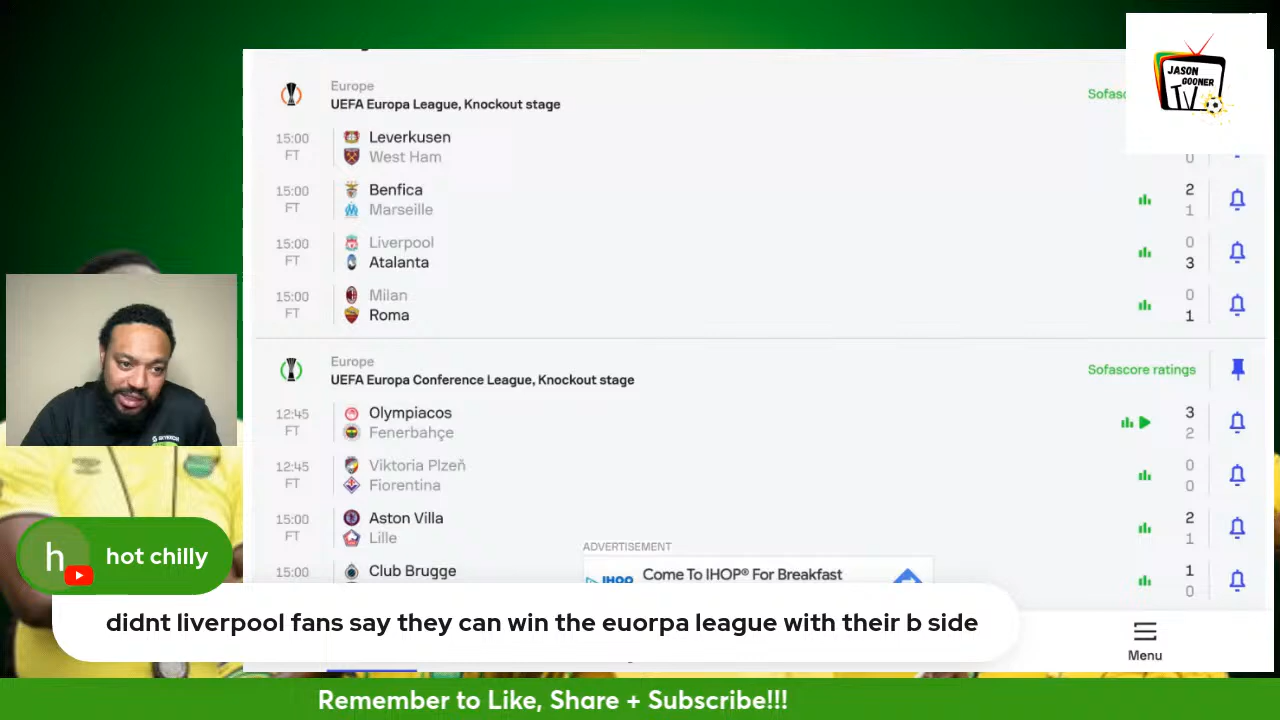 JASON
GOONER
TV
Europe
UEFA Europa League, Knockout stage
15:00
FT
Leverkusen
West Ham
0
15:00
FT
Benfica
Marseille
2
1
15:00
FT
Liverpool
Atalanta
0
3
15:00
FT
Milan
Roma
0
1
Europe
UEFA Europa Conference League, Knockout stage
Sofascore ratings
12:45
FT
Olympiacos
Fenerbahçe
3
2
12:45
FT
Viktoria Plzeň
Fiorentina
0
0
15:00
FT
Aston Villa
Lille
2
1
15:00
Club Brugge
1
0
ADVERTISEMENT
IHOP
Come To IHOP® For Breakfast
h
hot chilly
didnt liverpool fans say they can win the euorpa league with their b side
Menu
Remember to Like, Share + Subscribe!!!